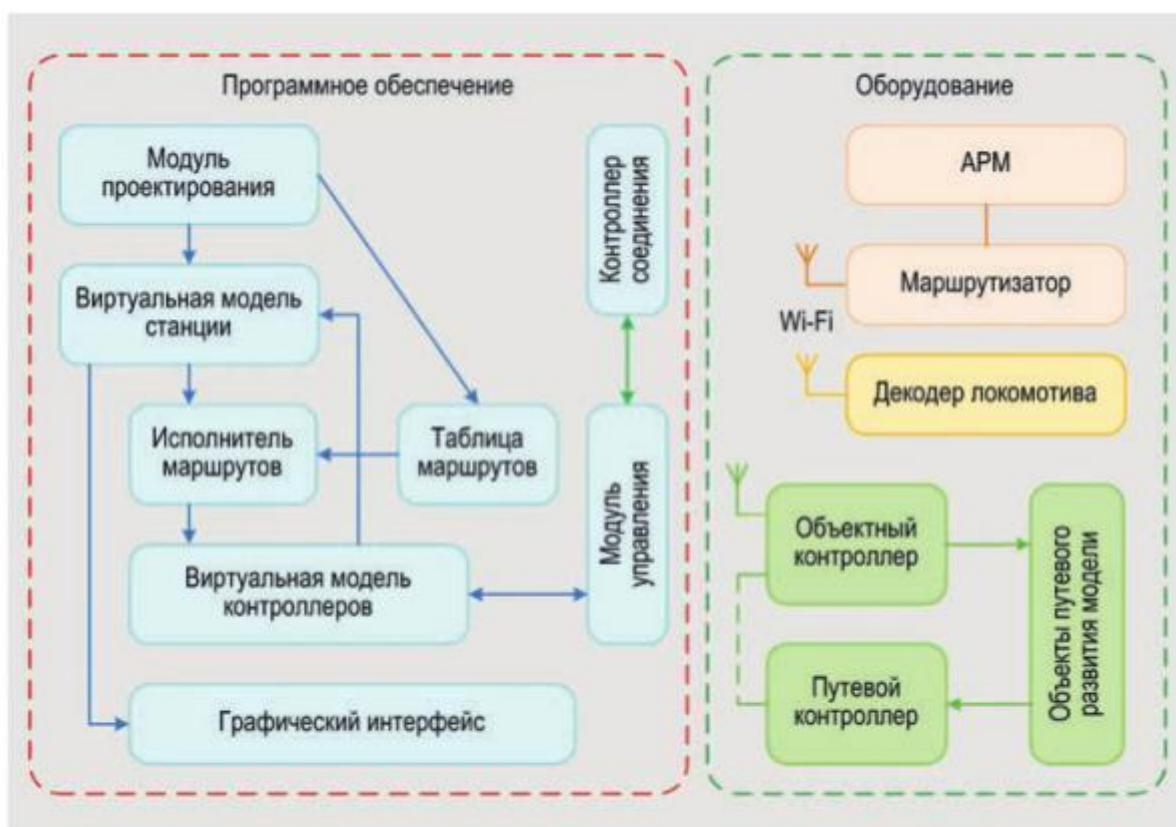 Программное обеспечение
Модуль
проектирования
Контроллер
соединения
Виртуальная модель
станции
Исполнитель
маршрутов
Таблица
маршрутов
Модуль
управления
Виртуальная модель
контроллеров
Графический интерфейс
Оборудование
АРМ
Маршрутизатор
Wi-Fi
Декодер локомотива
Объектный
контроллер
Путевой
контроллер
Объекты путевого
развития модели